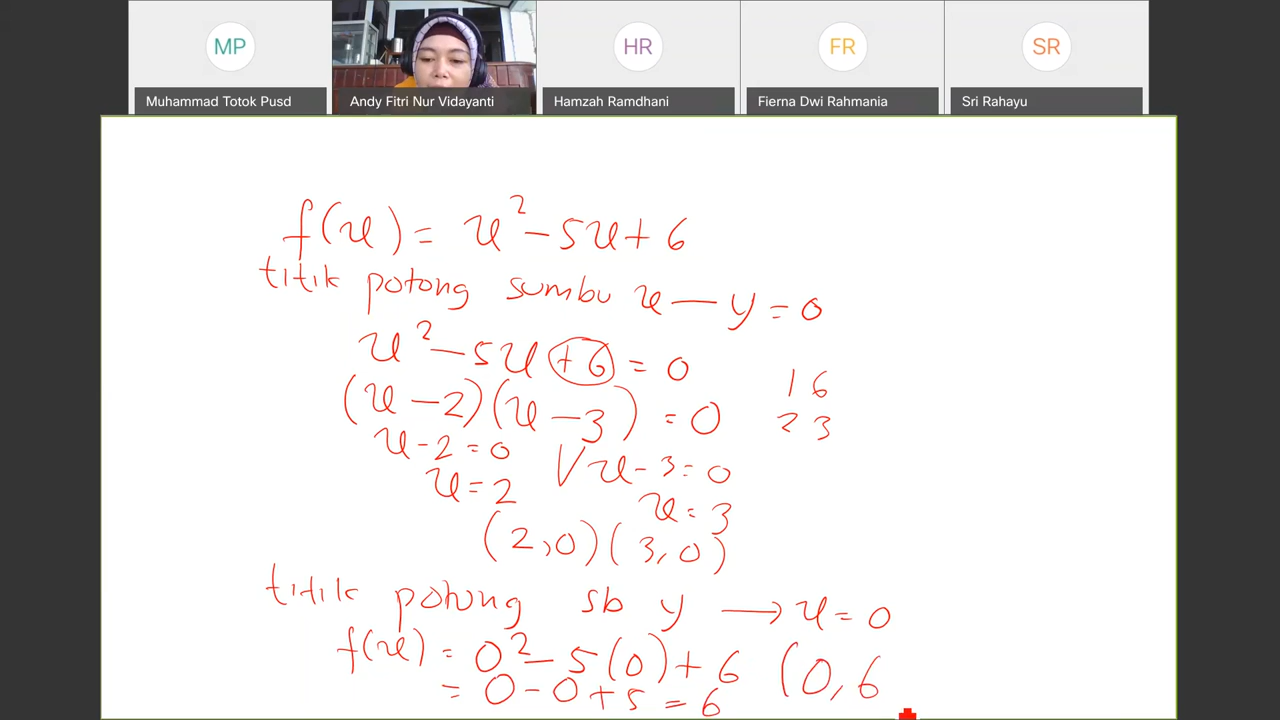 MP HR FR SR
Muhammad Totok Pusd Andy Fitri Nur Vidayanti Hamzah Ramdhani Fierna Dwi Rahmania Sri Rahayu
f(x) = x² - 5x + 6
titik potong sumbu x — y = 0
x² - 5x + 6 = 0
1 6
(x - 2)(x - 3) = 0
2 3
x - 2 = 0 V x - 3 = 0
x = 2
x = 3
(2,0) (3,0)
titik potong sb y → x = 0
f(x) = 0² - 5(0) + 6 (0,6
= 0 - 0 + 5 = 6